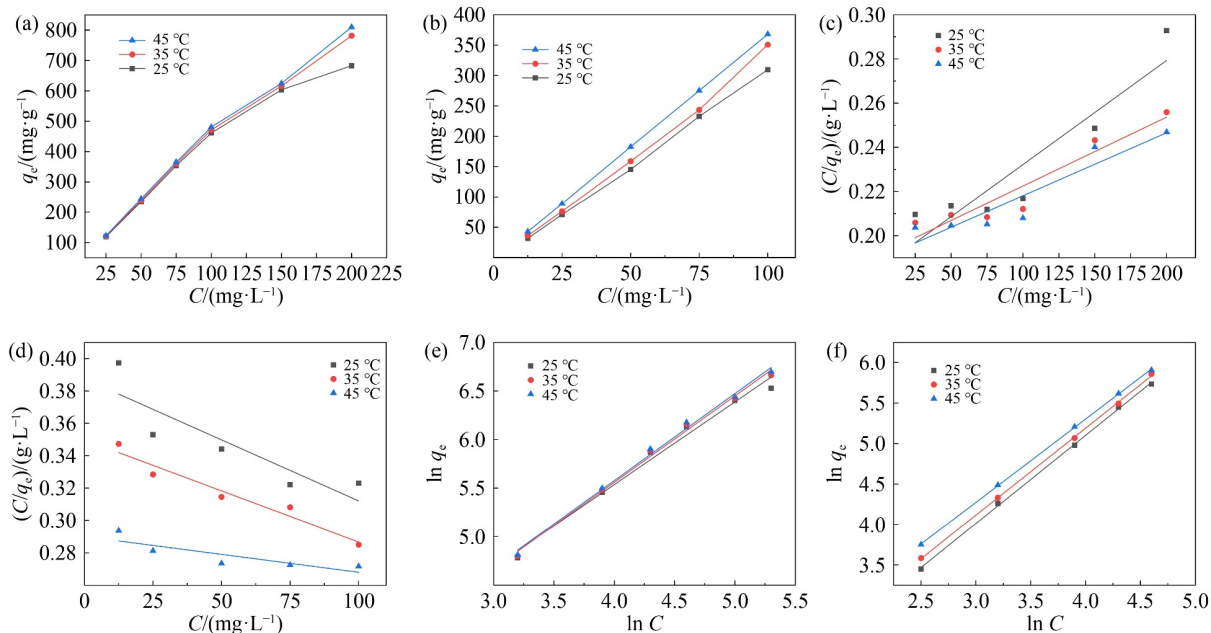 (a)
800
700
600
500
400
300
200
100
45 ℃
35 ℃
25 ℃
qe/(mg·g⁻¹)
25 50 75 100 125 150 175 200 225
C/(mg·L⁻¹)
(b)
400
350
300
250
200
150
100
50
45 ℃
35 ℃
25 ℃
qe/(mg·g⁻¹)
0 25 50 75 100
C/(mg·L⁻¹)
(c)
0.30
0.28
0.26
0.24
0.22
0.20
25 ℃
35 ℃
45 ℃
(C/qe)/(g·L⁻¹)
25 50 75 100 125 150 175 200
C/(mg·L⁻¹)
(d)
0.40
0.38
0.36
0.34
0.32
0.30
0.28
25 ℃
35 ℃
45 ℃
(C/qe)/(g·L⁻¹)
0 25 50 75 100
C/(mg·L⁻¹)
(e)
7.0
6.5
6.0
5.5
5.0
25 ℃
35 ℃
45 ℃
ln qe
3.0 3.5 4.0 4.5 5.0 5.5
ln C
(f)
6.0
5.5
5.0
4.5
4.0
3.5
25 ℃
35 ℃
45 ℃
ln qe
2.5 3.0 3.5 4.0 4.5 5.0
ln C